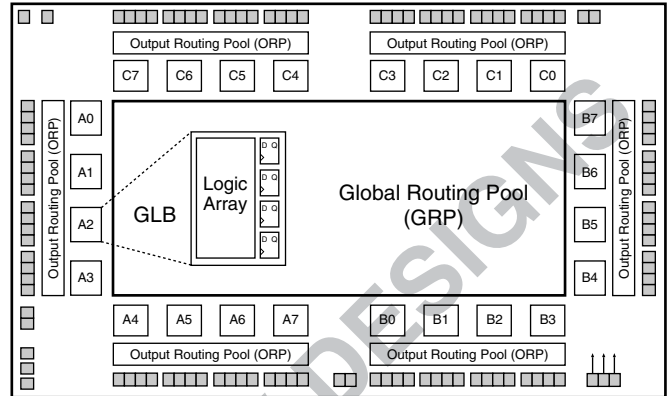 Output Routing Pool (ORP) Output Routing Pool (ORP)
C7 C6 C5 C4 C3 C2 C1 C0
Output Routing Pool (ORP)
A0
A1
A2
A3
GLB
Logic
Array
D Q
D Q
D Q
D Q
Global Routing Pool
(GRP)
B7
B6
B5
B4
Output Routing Pool (ORP)
A4 A5 A6 A7 B0 B1 B2 B3
Output Routing Pool (ORP) Output Routing Pool (ORP)
DESIGNS